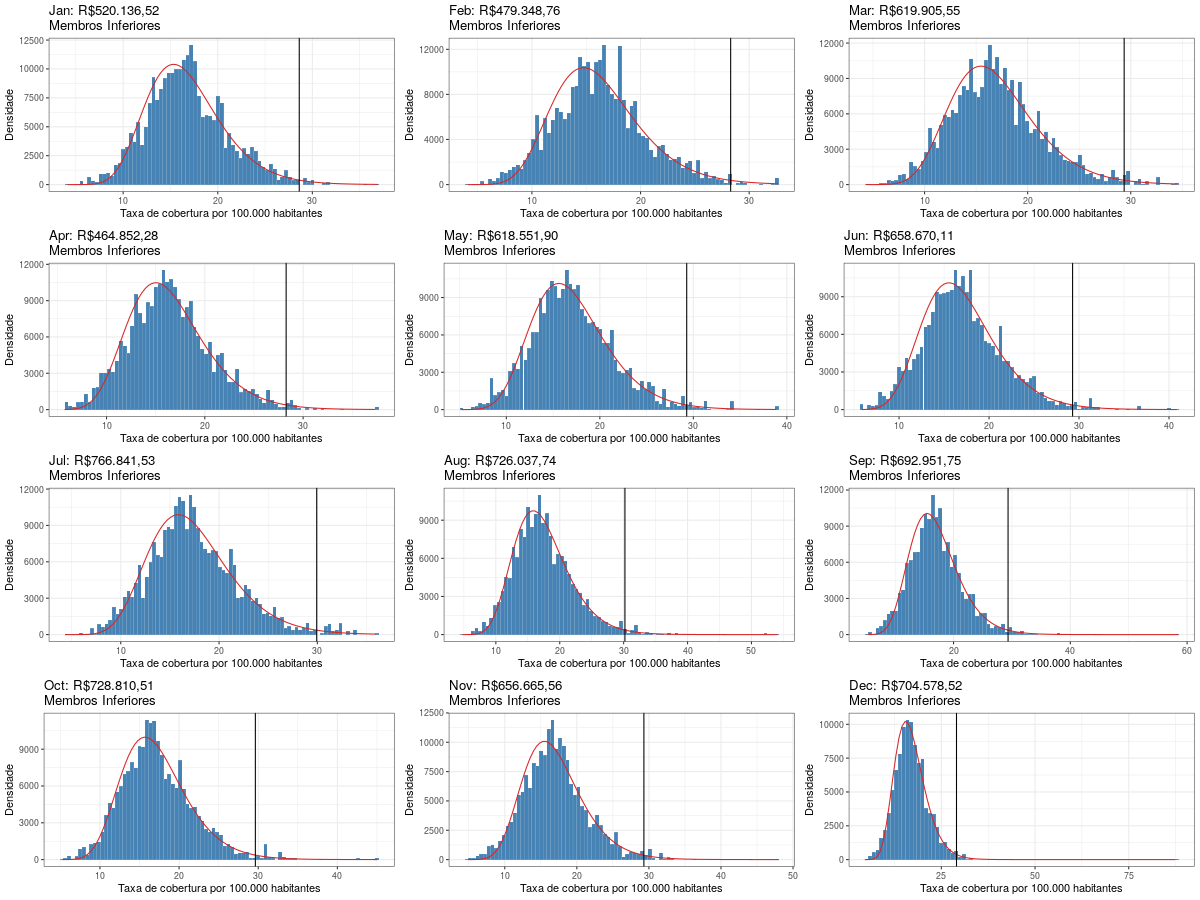 Jan: R$520.136,52
Membros Inferiores
12500
10000
7500
5000
2500
0
Densidade
10 20 30
Taxa de cobertura por 100.000 habitantes
Feb: R$479.348,76
Membros Inferiores
12000
8000
4000
0
Densidade
10 20 30
Taxa de cobertura por 100.000 habitantes
Mar: R$619.905,55
Membros Inferiores
12000
9000
6000
3000
0
Densidade
10 20 30
Taxa de cobertura por 100.000 habitantes
Apr: R$464.852,28
Membros Inferiores
12000
9000
6000
3000
0
Densidade
10 20 30
Taxa de cobertura por 100.000 habitantes
May: R$618.551,90
Membros Inferiores
9000
6000
3000
0
Densidade
10 20 30 40
Taxa de cobertura por 100.000 habitantes
Jun: R$658.670,11
Membros Inferiores
9000
6000
3000
0
Densidade
10 20 30 40
Taxa de cobertura por 100.000 habitantes
Jul: R$766.841,53
Membros Inferiores
12000
9000
6000
3000
0
Densidade
10 20 30
Taxa de cobertura por 100.000 habitantes
Aug: R$726.037,74
Membros Inferiores
9000
6000
3000
0
Densidade
10 20 30 40 50
Taxa de cobertura por 100.000 habitantes
Sep: R$692.951,75
Membros Inferiores
12000
9000
6000
3000
0
Densidade
20 40 60
Taxa de cobertura por 100.000 habitantes
Oct: R$728.810,51
Membros Inferiores
9000
6000
3000
0
Densidade
10 20 30 40
Taxa de cobertura por 100.000 habitantes
Nov: R$656.665,56
Membros Inferiores
12500
10000
7500
5000
2500
0
Densidade
10 20 30 40 50
Taxa de cobertura por 100.000 habitantes
Dec: R$704.578,52
Membros Inferiores
10000
7500
5000
2500
0
Densidade
25 50 75
Taxa de cobertura por 100.000 habitantes